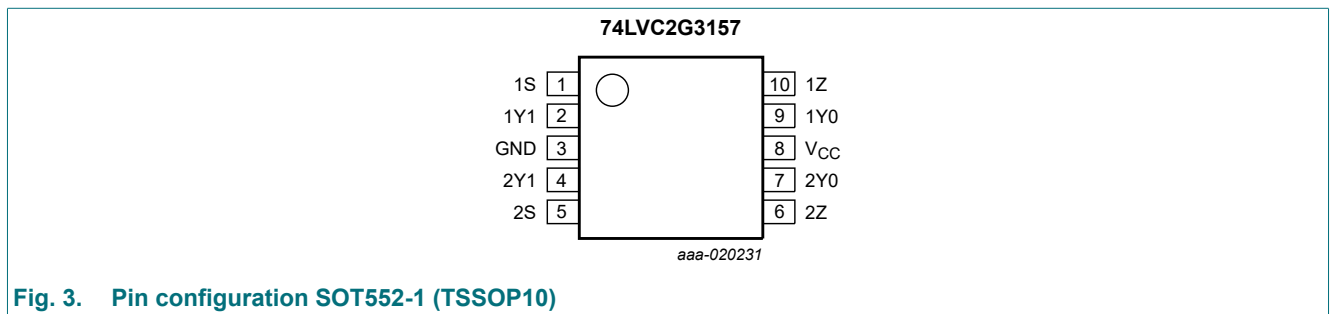 74LVC2G3157
1S 1 10 1Z
1Y1 2 9 1Y0
GND 3 8 VCC
2Y1 4 7 2Y0
2S 5 6 2Z
aaa-020231
Fig. 3. Pin configuration SOT552-1 (TSSOP10)